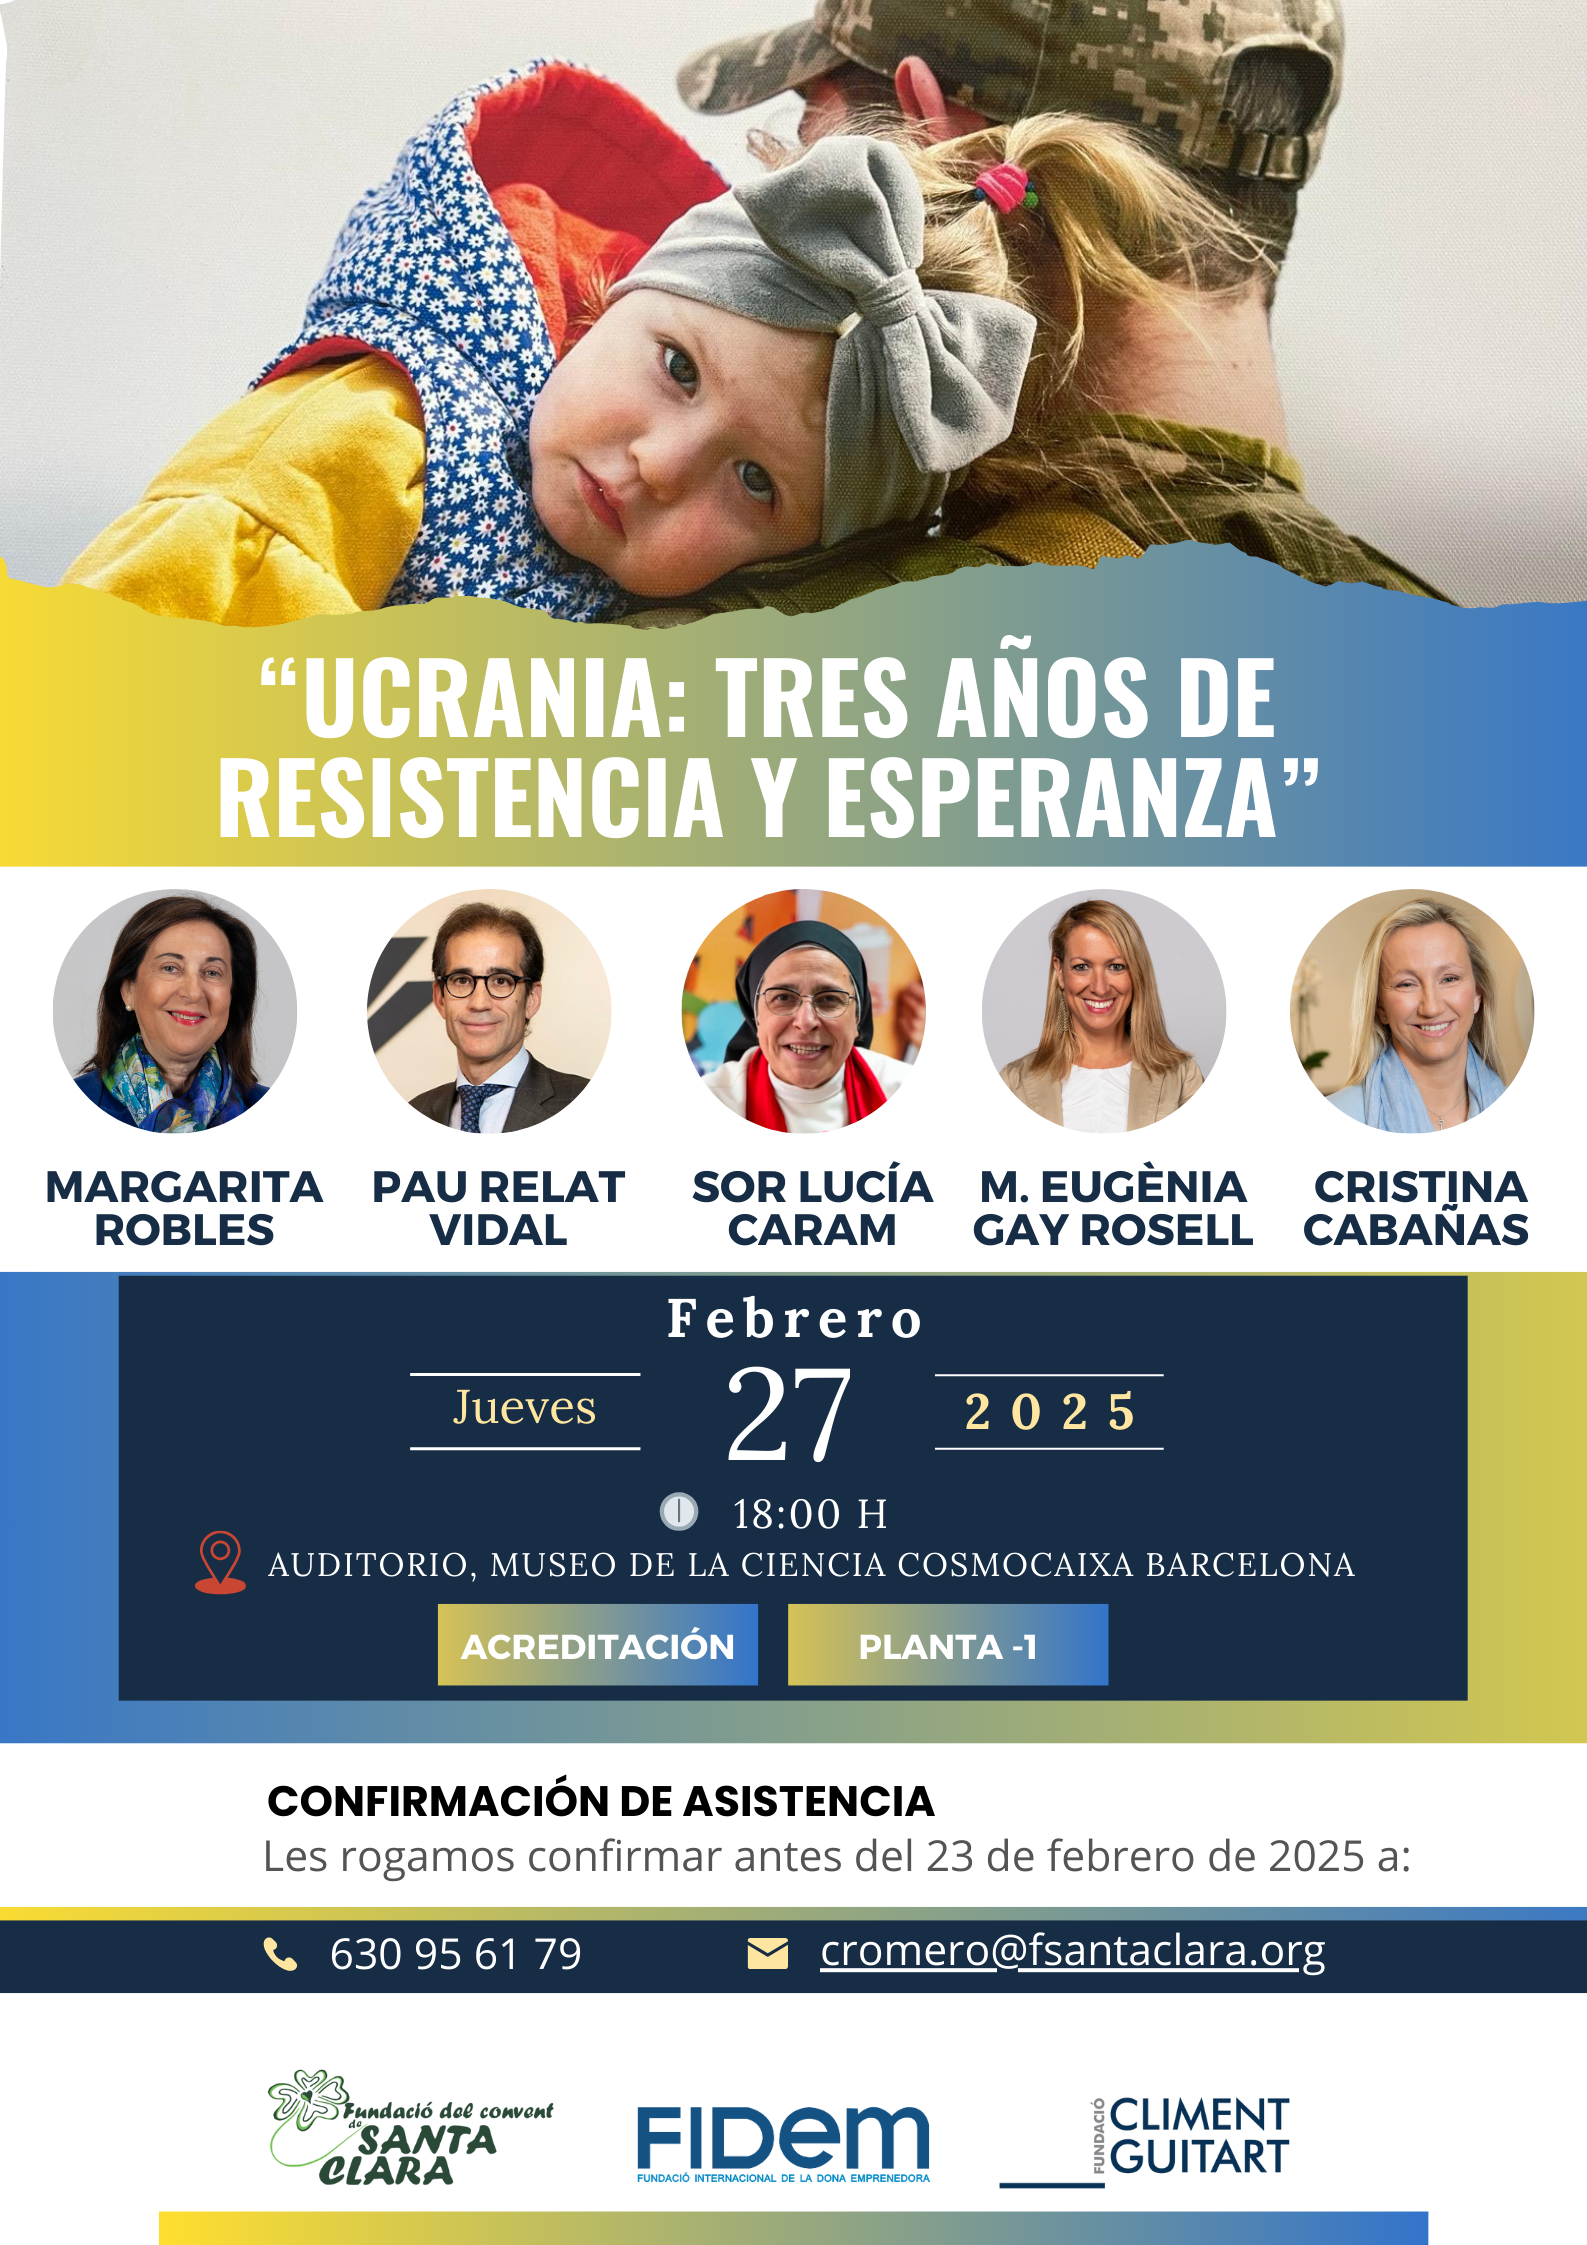 “UCRANIA: TRES AÑOS DE
RESISTENCIA Y ESPERANZA”
MARGARITA
ROBLES
PAU RELAT
VIDAL
SOR LUCÍA
CARAM
M. EUGÈNIA
GAY ROSELL
CRISTINA
CABAÑAS
Febrero
Jueves
27
2025
18:00 H
AUDITORIO, MUSEO DE LA CIENCIA COSMOCAIXA BARCELONA
ACREDITACIÓN
PLANTA -1
CONFIRMACIÓN DE ASISTENCIA
Les rogamos confirmar antes del 23 de febrero de 2025 a:
630 95 61 79
cromero@fsantaclara.org
Fundació del convent
de
SANTA
CLARA
FIDem
FUNDACIÓ INTERNACIONAL DE LA DONA EMPRENEDORA
FUNDACIÓ
CLIMENT
GUITART